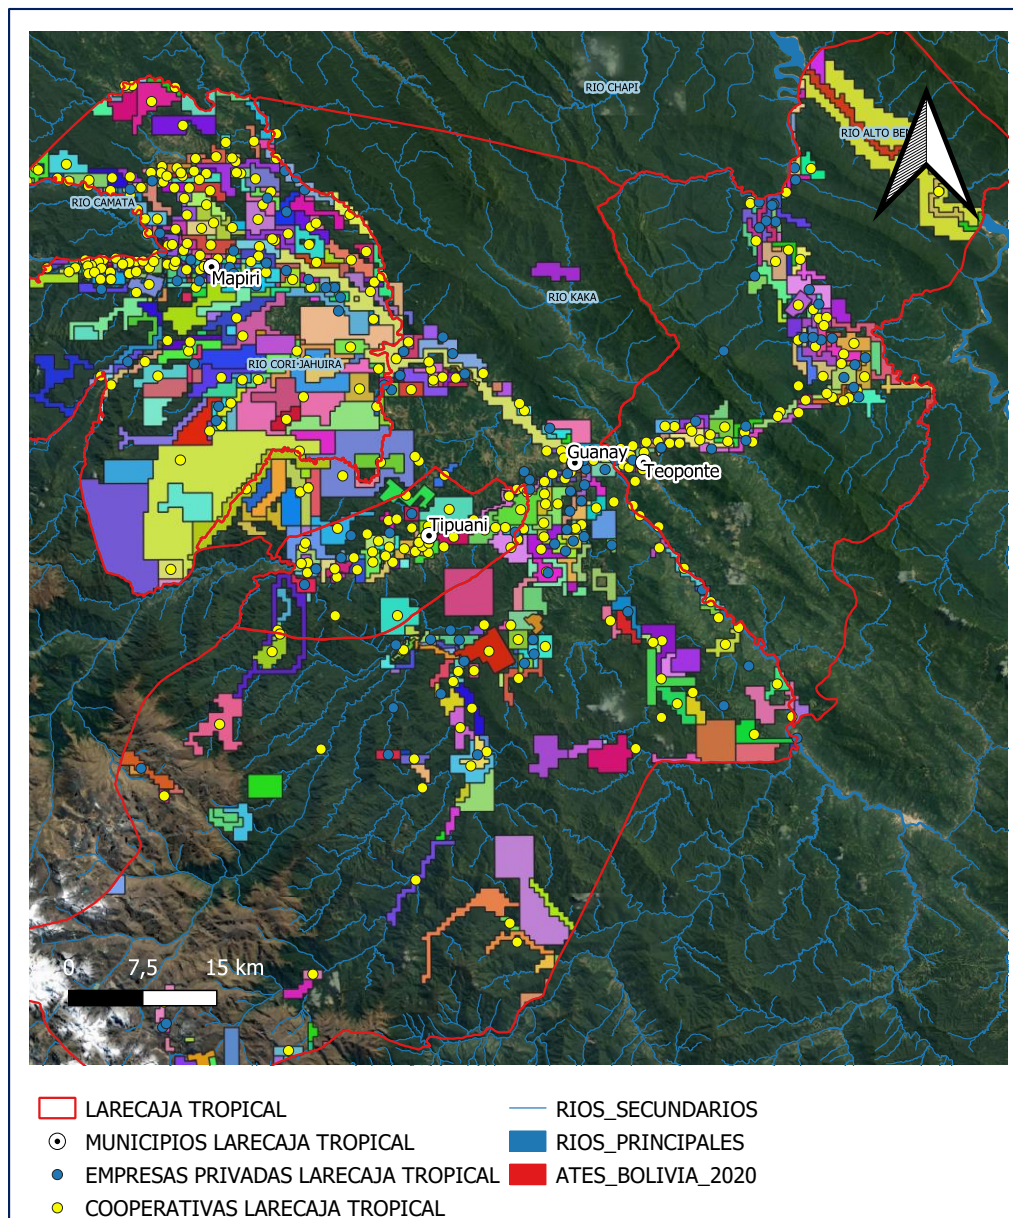 RIO CHAPI
RIO ALTO BEN
RIO CAMATA
Mapiri
RIO KAKA
RIO CORI JAHUIRA
Guanay
Teoponte
Tipuani
0 7,5 15 km
LARECAJA TROPICAL
MUNICIPIOS LARECAJA TROPICAL
EMPRESAS PRIVADAS LARECAJA TROPICAL
COOPERATIVAS LARECAJA TROPICAL
RIOS_SECUNDARIOS
RIOS_PRINCIPALES
ATES_BOLIVIA_2020